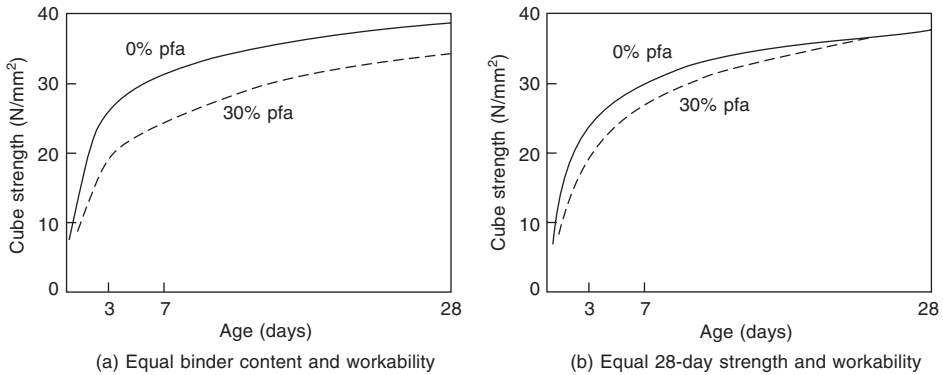 40
30
20
10
0
Cube strength (N/mm²)
0% pfa
30% pfa
3
7
28
Age (days)
(a) Equal binder content and workability
40
30
20
10
0
Cube strength (N/mm²)
0% pfa
30% pfa
3
7
28
Age (days)
(b) Equal 28-day strength and workability